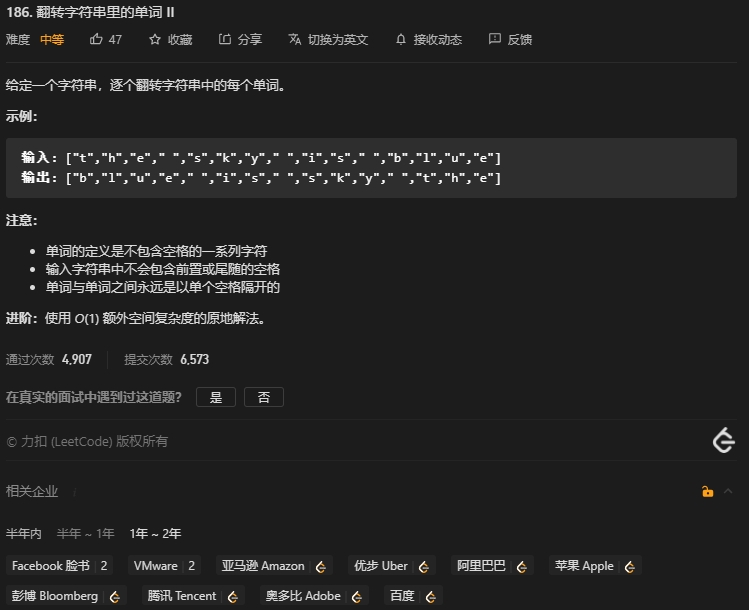 186. 翻转字符串里的单词 II
难度 中等 47 收藏 分享 切换为英文 接收动态 反馈
给定一个字符串，逐个翻转字符串中的每个单词。
示例：
输入：["t","h","e"," ","s","k","y"," ","i","s"," ","b","l","u","e"]
输出：["b","l","u","e"," ","i","s"," ","s","k","y"," ","t","h","e"]
注意：
• 单词的定义是不包含空格的一系列字符
• 输入字符串中不会包含前置或尾随的空格
• 单词与单词之间永远是以单个空格隔开的
进阶：使用 O(1) 额外空间复杂度的原地解法。
通过次数 4,907 提交次数 6,573
在真实的面试中遇到过这道题? 是 否
© 力扣 (LeetCode) 版权所有
相关企业 i
半年内 半年 ~ 1年 1年 ~ 2年
Facebook 脸书 | 2 VMware | 2 亚马逊 Amazon 优步 Uber 阿里巴巴 苹果 Apple
彭博 Bloomberg 腾讯 Tencent 奥多比 Adobe 百度